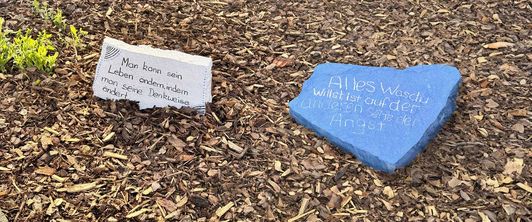 Man kann sein
Leben ändern, indem
man seine Denkweise
ändert
Alles Was du
Willst ist auf der
anderen seite der
Angst